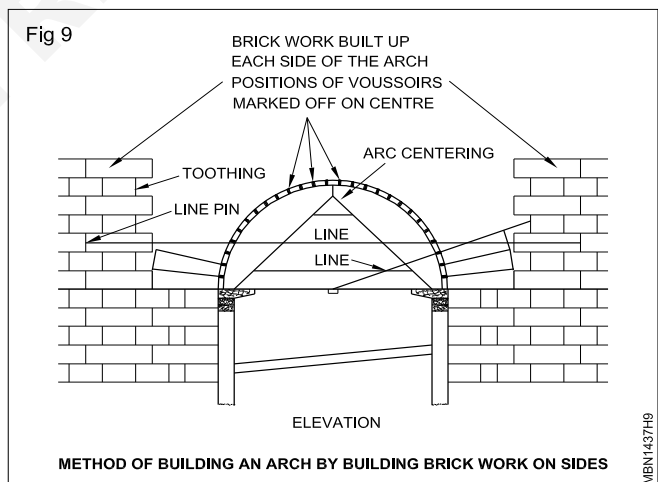 Fig 9
BRICK WORK BUILT UP
EACH SIDE OF THE ARCH
POSITIONS OF VOUSSOIRS
MARKED OFF ON CENTRE
ARC CENTERING
TOOTHING
LINE PIN
LINE
LINE
ELEVATION
METHOD OF BUILDING AN ARCH BY BUILDING BRICK WORK ON SIDES
MBN1437H9